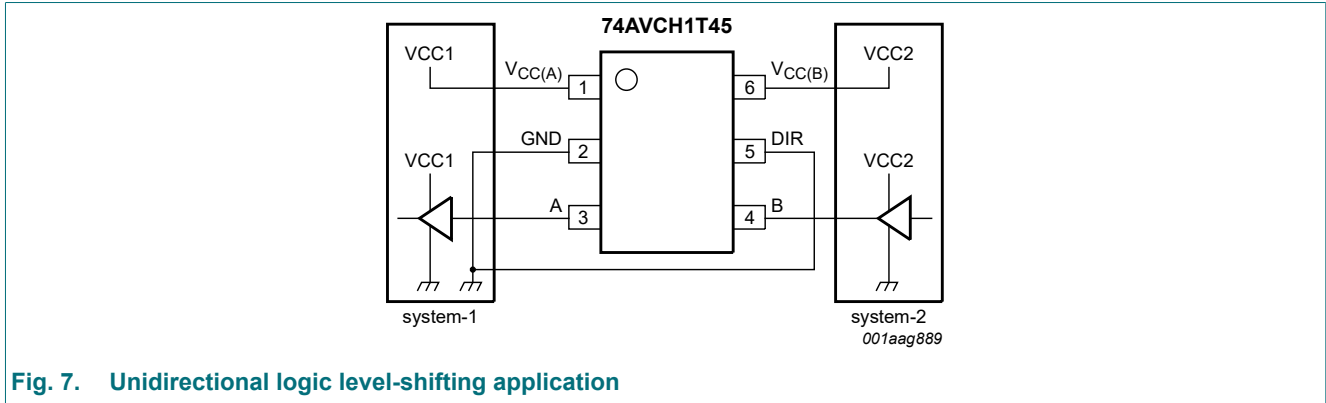 74AVCH1T45
VCC1
VCC(A)
1
6
VCC(B)
VCC2
GND
2
5
DIR
VCC1
VCC2
A
3
4
B
system-1
system-2
001aag889
Fig. 7. Unidirectional logic level-shifting application